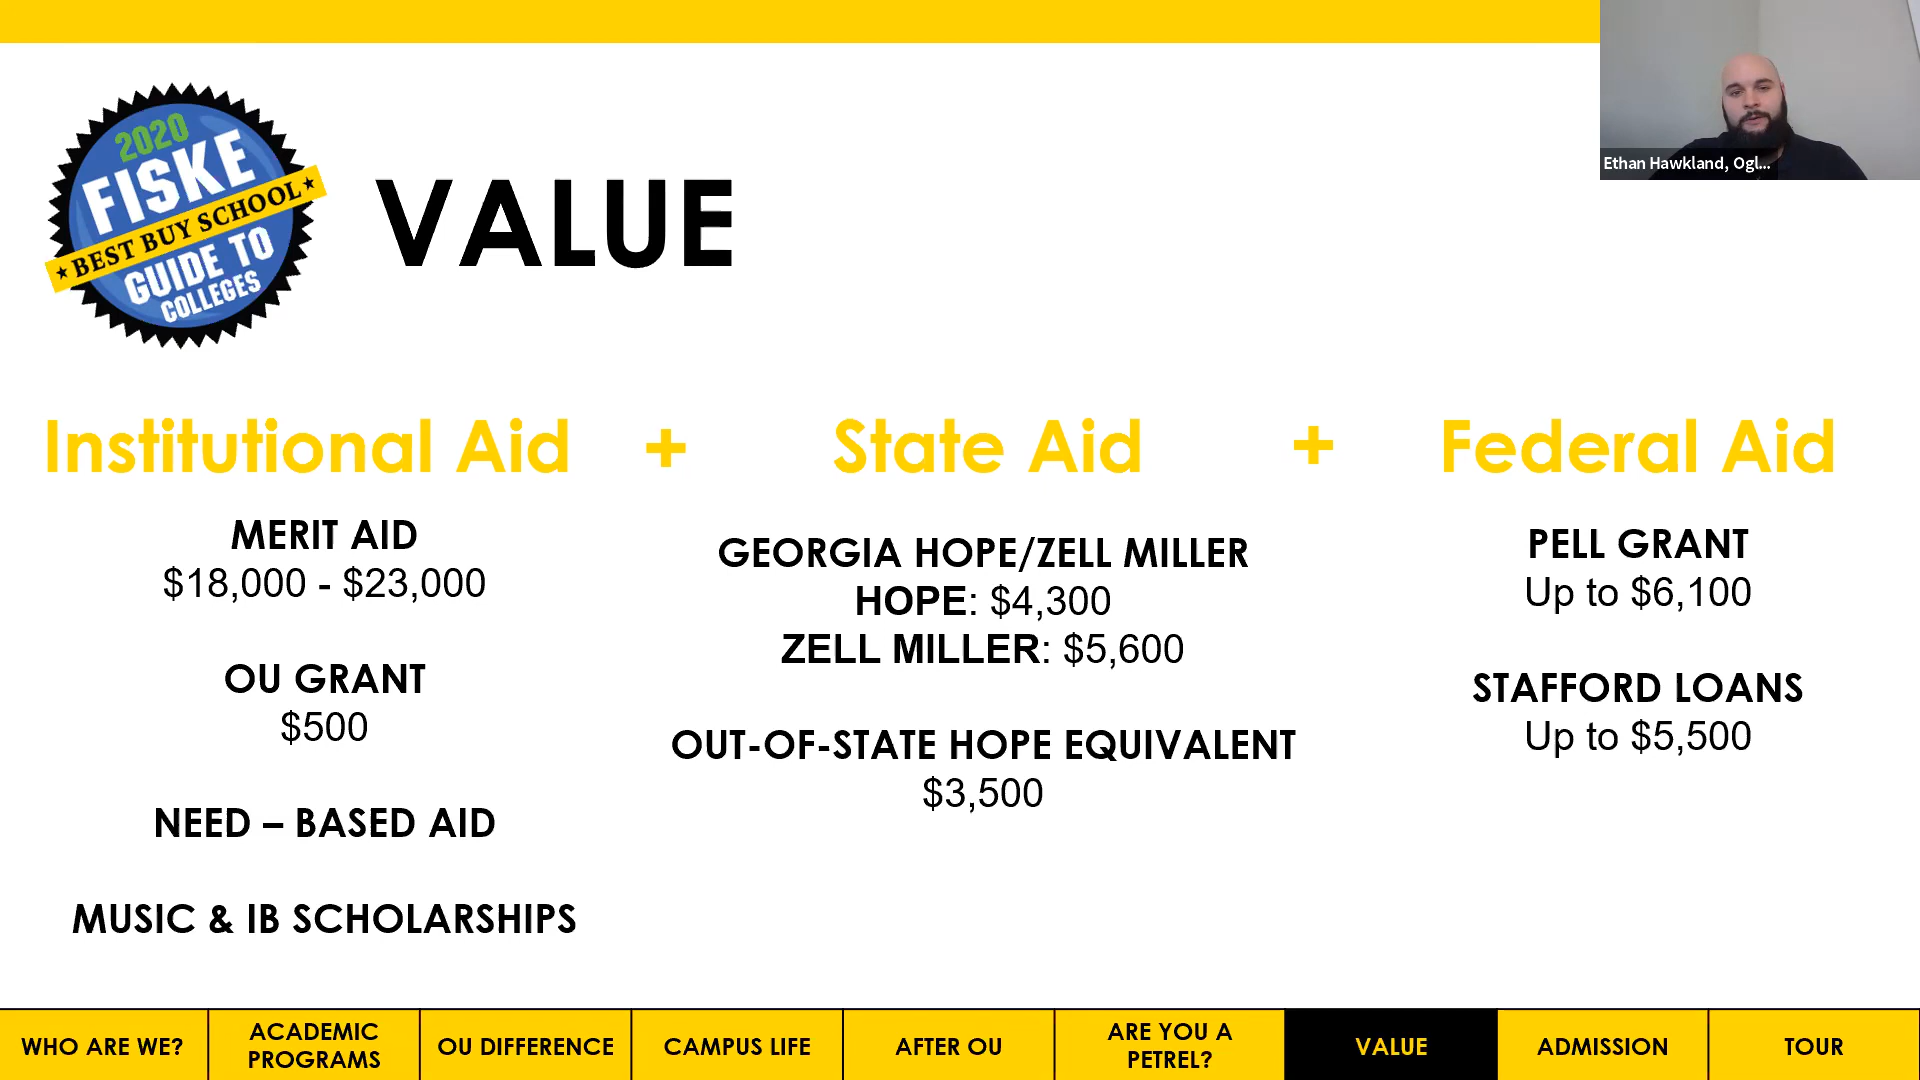 2020
FISKE
★ BEST BUY SCHOOL ★
GUIDE TO
COLLEGES
VALUE
Ethan Hawkland, Ogl...
Institutional Aid + State Aid + Federal Aid
MERIT AID
$18,000 - $23,000
OU GRANT
$500
NEED – BASED AID
MUSIC & IB SCHOLARSHIPS
GEORGIA HOPE/ZELL MILLER
HOPE: $4,300
ZELL MILLER: $5,600
OUT-OF-STATE HOPE EQUIVALENT
$3,500
PELL GRANT
Up to $6,100
STAFFORD LOANS
Up to $5,500
WHO ARE WE?
ACADEMIC
PROGRAMS
OU DIFFERENCE
CAMPUS LIFE
AFTER OU
ARE YOU A
PETREL?
VALUE
ADMISSION
TOUR